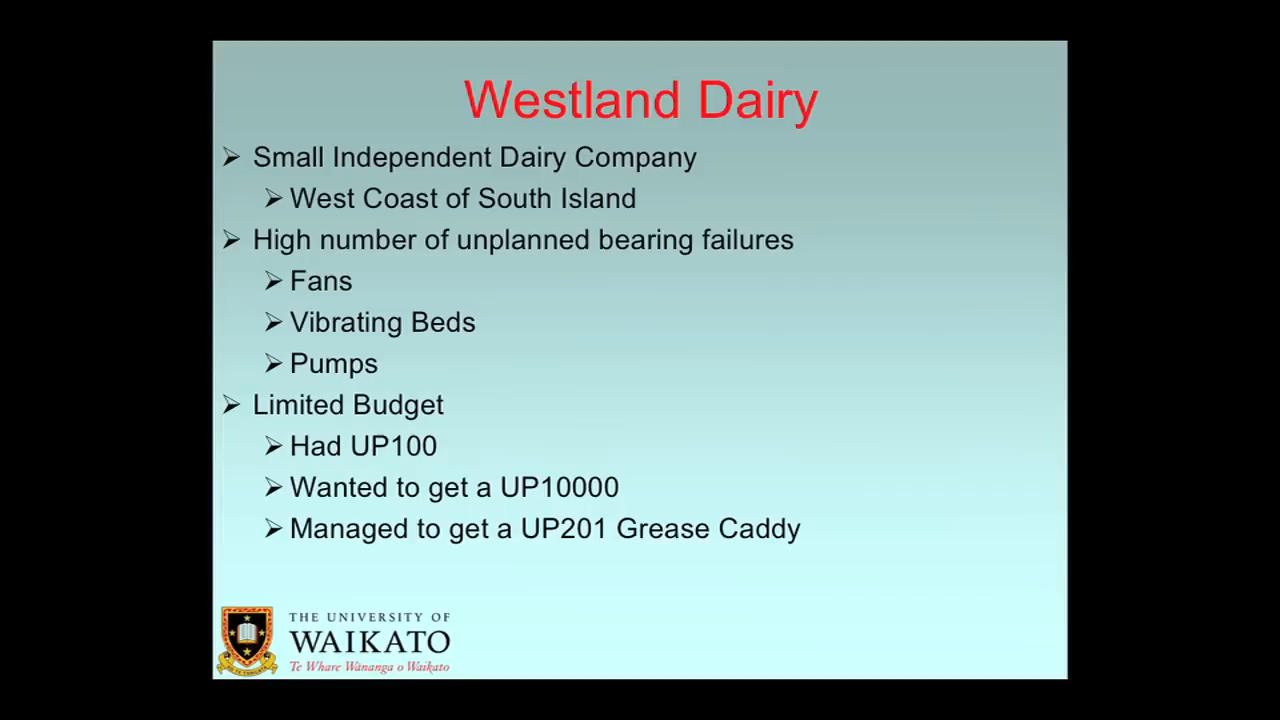 Westland Dairy
➢ Small Independent Dairy Company
➢ West Coast of South Island
➢ High number of unplanned bearing failures
➢ Fans
➢ Vibrating Beds
➢ Pumps
➢ Limited Budget
➢ Had UP100
➢ Wanted to get a UP10000
➢ Managed to get a UP201 Grease Caddy
THE UNIVERSITY OF
WAIKATO
Te Whare Wānanga o Waikato